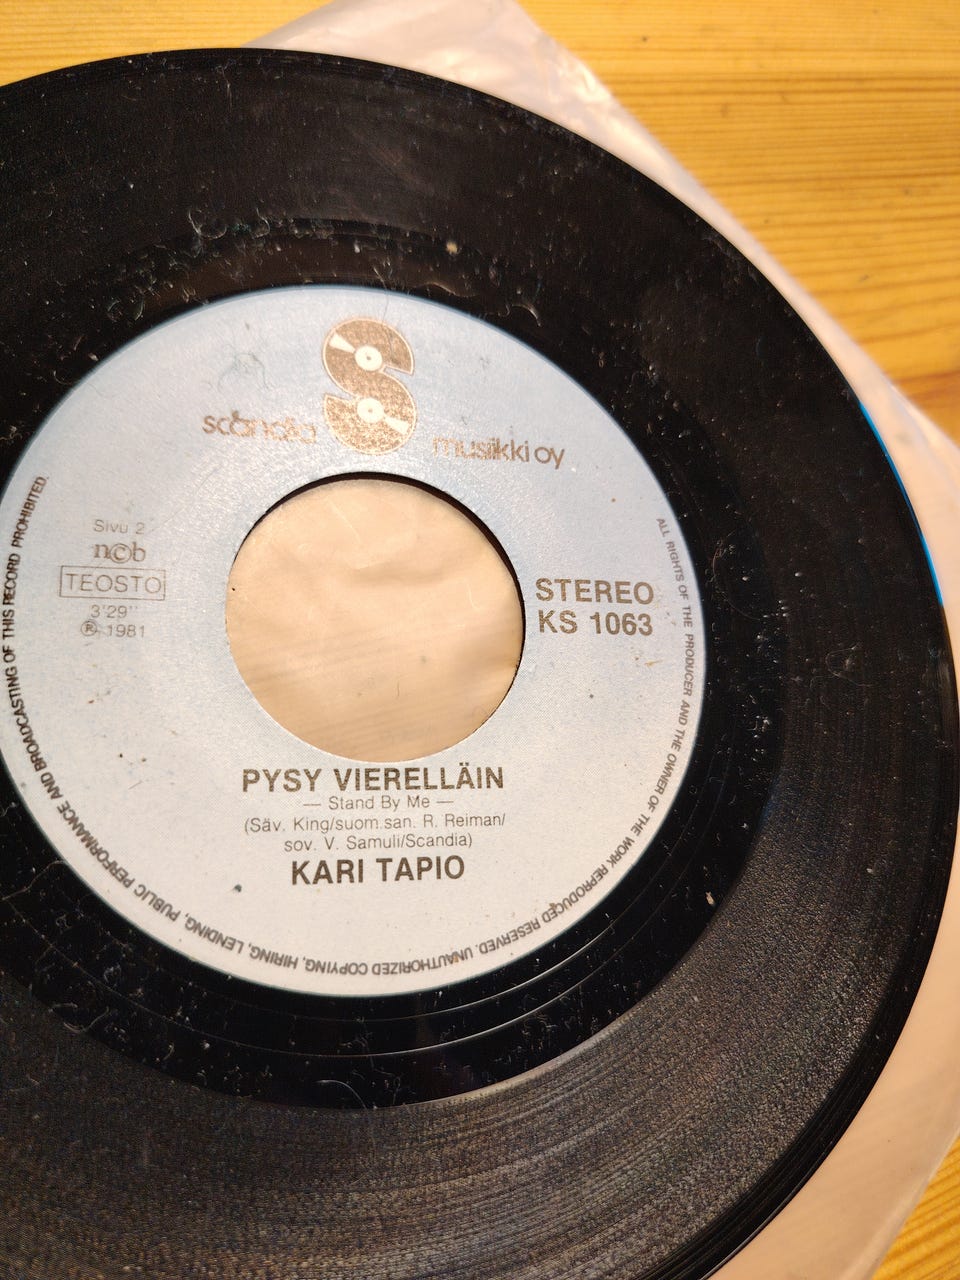 scandia musiikki oy
Sivu 2
ncb
TEOSTO
3'29''
Ⓟ 1981
STEREO
KS 1063
PYSY VIERELLÄIN
— Stand By Me —
(Säv. King/suom.san. R. Reiman/
sov. V. Samuli/Scandia)
KARI TAPIO
ALL RIGHTS OF THE PRODUCER AND THE OWNER OF THE WORK REPRODUCED RESERVED. UNAUTHORIZED COPYING, HIRING, LENDING, PUBLIC PERFORMANCE AND BROADCASTING OF THIS RECORD PROHIBITED.